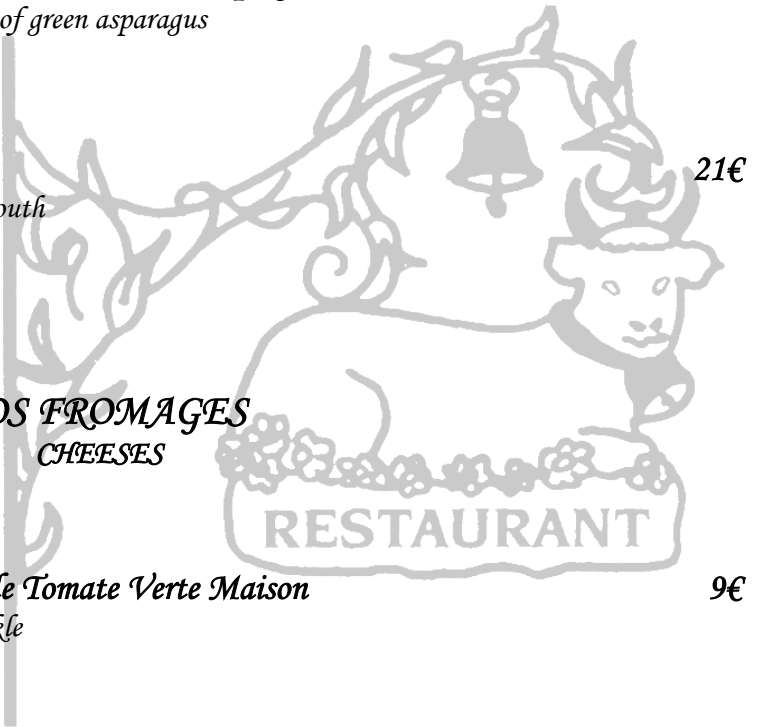 of green asparagus
21€
outh
OS FROMAGES
CHEESES
RESTAURANT
le Tomate Verte Maison 9€
kle